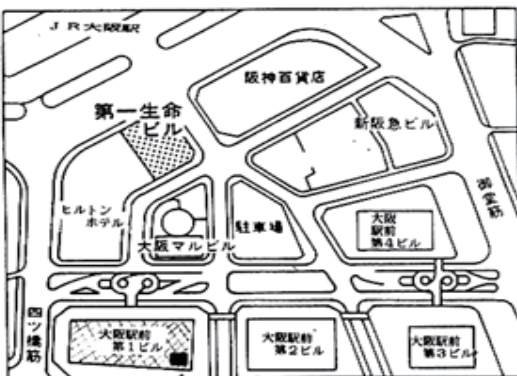 JR大阪駅
阪神百貨店
第一生命
ビル
新阪急ビル
御堂筋
ヒルトン
ホテル
大阪マルビル
駐車場
大阪
駅前
第4ビル
四ツ橋筋
大阪駅前
第1ビル
大阪駅前
第2ビル
大阪駅前
第3ビル